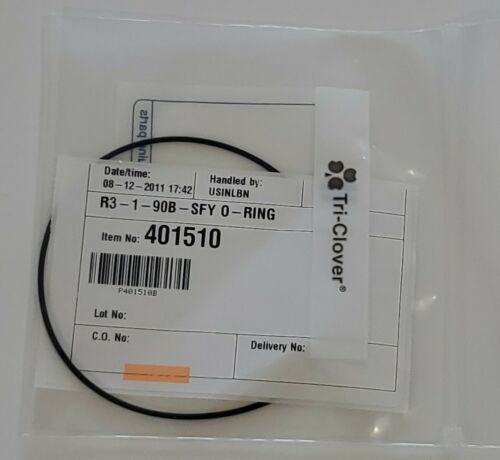 Date/time:
08-12-2011 17:42
Handled by:
USINLBN
R3-1-90B-SFY O-RING
Item No: 401510
P401510B
Lot No:
C.O. No:
Delivery No:
Tri-Clover®